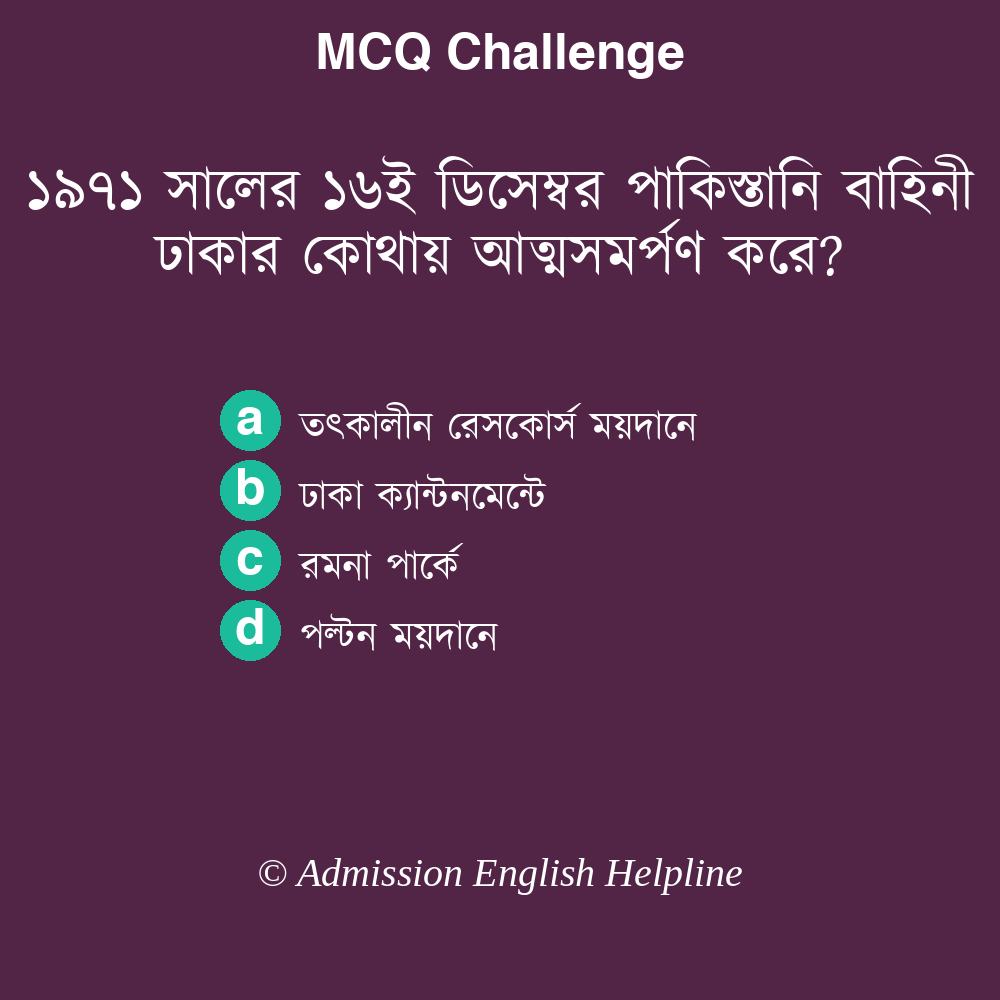 MCQ Challenge
১৯৭১ সালের ১৬ই ডিসেম্বর পাকিস্তানি বাহিনী
ঢাকার কোথায় আত্মসমর্পণ করে?
a তৎকালীন রেসকোর্স ময়দানে
b ঢাকা ক্যান্টনমেন্টে
c রমনা পার্কে
d পল্টন ময়দানে
© Admission English Helpline